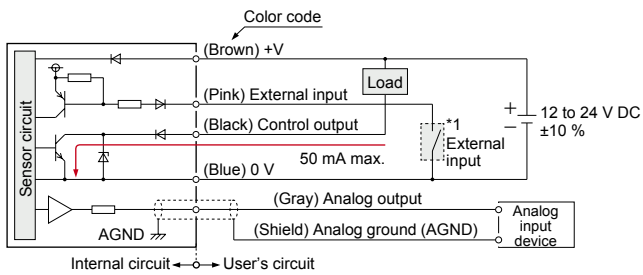 Color code
(Brown) +V
Load
(Pink) External input
Sensor circuit
+
−
12 to 24 V DC
±10 %
(Black) Control output
*1
External
input
50 mA max.
(Blue) 0 V
(Gray) Analog output
Analog
input
device
AGND
(Shield) Analog ground (AGND)
Internal circuit
User's circuit